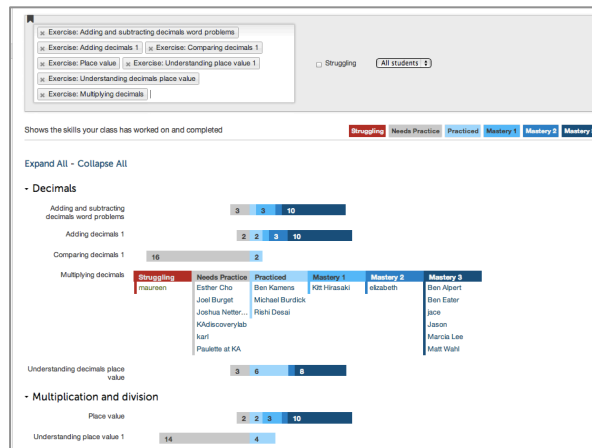 × Exercise: Adding and subtracting decimals word problems
× Exercise: Adding decimals 1 × Exercise: Comparing decimals 1
× Exercise: Place value × Exercise: Understanding place value 1
× Exercise: Understanding decimals place value
× Exercise: Multiplying decimals
Struggling All students
Shows the skills your class has worked on and completed
Struggling Needs Practice Practiced Mastery 1 Mastery 2 Mastery
Expand All - Collapse All
- Decimals
Adding and subtracting
decimals word problems
3 3 10
Adding decimals 1 2 2 3 10
Comparing decimals 1 16 2
Multiplying decimals Struggling Needs Practice Practiced Mastery 1 Mastery 2 Mastery 3
maureen Esther Cho Ben Kamens Kitt Hirasaki elizabeth Ben Alpert
Joel Burget Michael Burdick Ben Eater
Joshua Netter... Rishi Desai jace
KAdiscoverylab Jason
karl Marcia Lee
Paulette at KA Matt Wahl
Understanding decimals place
value
3 6 8
- Multiplication and division
Place value 2 2 3 10
Understanding place value 1 14 4